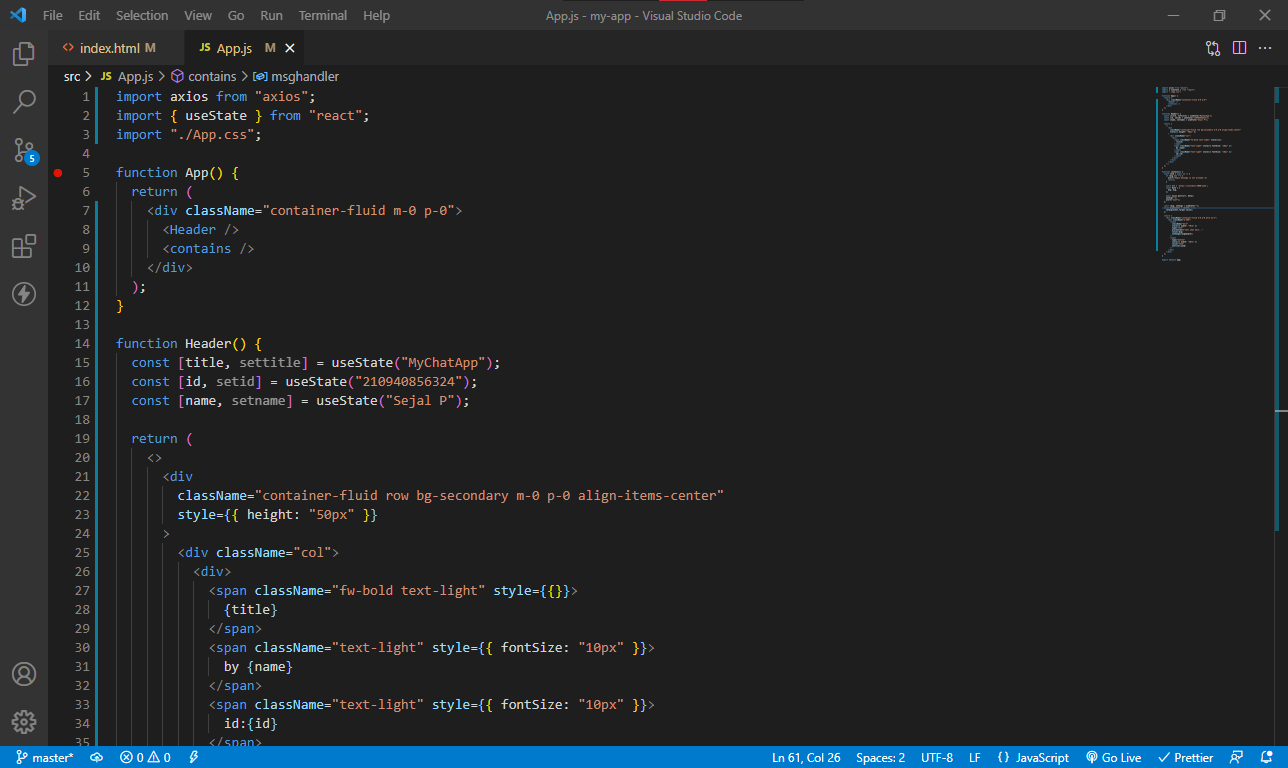 File Edit Selection View Go Run Terminal Help App.js - my-app - Visual Studio Code
<> index.html M JS App.js M
src > JS App.js > contains > msghandler
1 import axios from "axios";
2 import { useState } from "react";
3 import "./App.css";
4
5 function App() {
6 return (
7 <div className="container-fluid m-0 p-0">
8 <Header />
9 <contains />
10 </div>
11 );
12 }
13
14 function Header() {
15 const [title, settitle] = useState("MyChatApp");
16 const [id, setid] = useState("210940856324");
17 const [name, setname] = useState("Sejal P");
18
19 return (
20 <>
21 <div
22 className="container-fluid row bg-secondary m-0 p-0 align-items-center"
23 style={{ height: "50px" }}
24 >
25 <div className="col">
26 <div>
27 <span className="fw-bold text-light" style={{}}>
28 {title}
29 </span>
30 <span className="text-light" style={{ fontSize: "10px" }}>
31 by {name}
32 </span>
33 <span className="text-light" style={{ fontSize: "10px" }}>
34 id:{id}
35 </span>
5
master* 0 0 Ln 61, Col 26 Spaces: 2 UTF-8 LF {} JavaScript Go Live Prettier